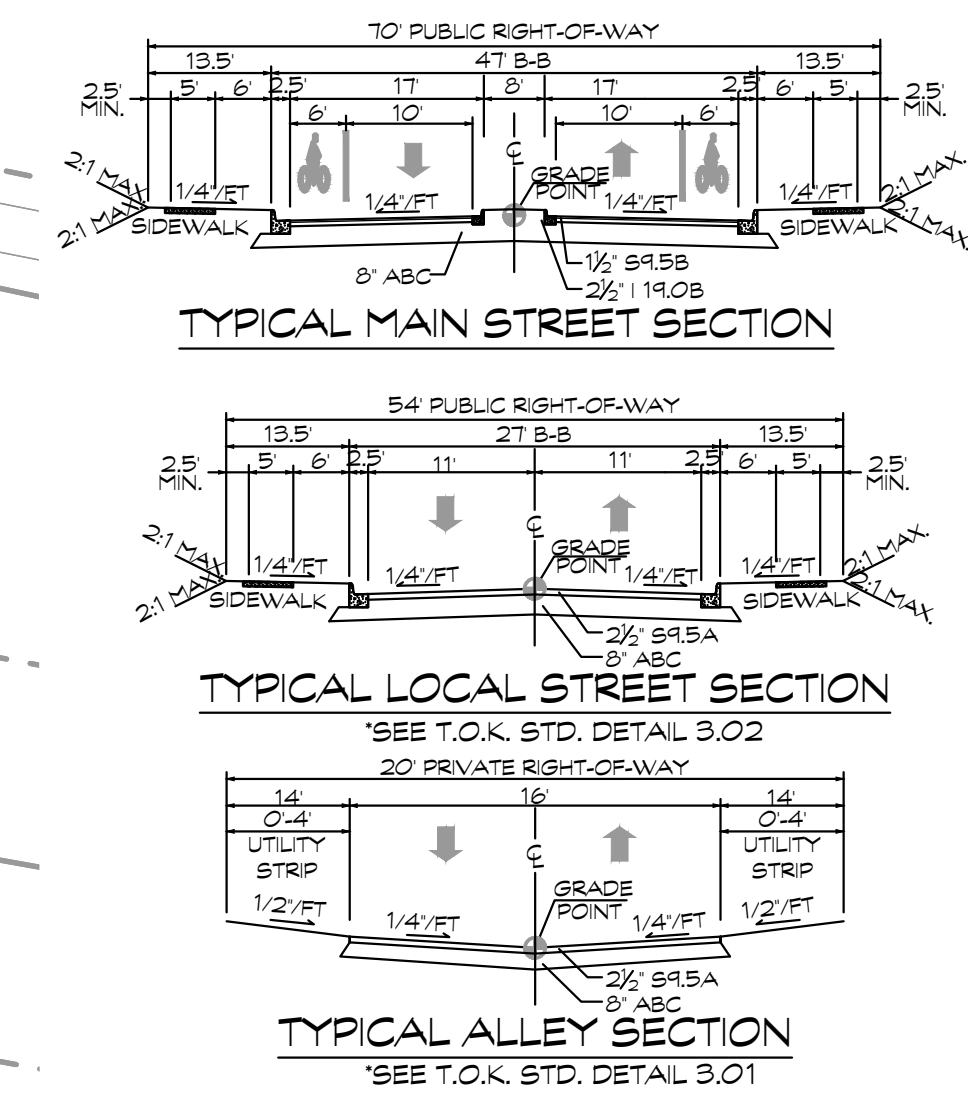 70' PUBLIC RIGHT-OF-WAY
13.5' 47' B-B 13.5'
2.5' MIN. 5' 6' 2.5' 17' 8' 17' 2.5' 6' 5' 2.5' MIN.
6' 10' 10' 6'
℄
GRADE
POINT
2:1 MAX. 1/4"/FT 1/4"/FT 1/4"/FT 1/4"/FT 2:1 MAX.
2:1 MAX. SIDEWALK SIDEWALK 2:1 MAX.
8" ABC
1½" S9.5B
2½" I 19.0B
TYPICAL MAIN STREET SECTION
54' PUBLIC RIGHT-OF-WAY
13.5' 27' B-B 13.5'
2.5' MIN. 5' 6' 2.5' 11' 11' 2.5' 6' 5' 2.5' MIN.
℄
GRADE
POINT
2:1 MAX. 1/4"/FT 1/4"/FT 1/4"/FT 1/4"/FT 2:1 MAX.
2:1 MAX. SIDEWALK SIDEWALK 2:1 MAX.
2½" S9.5A
8" ABC
TYPICAL LOCAL STREET SECTION
*SEE T.O.K. STD. DETAIL 3.02
20' PRIVATE RIGHT-OF-WAY
14' 16' 14'
0'-4' 0'-4'
UTILITY UTILITY
STRIP STRIP
℄
GRADE
POINT
1/2"/FT 1/4"/FT 1/4"/FT 1/2"/FT
2½" S9.5A
8" ABC
TYPICAL ALLEY SECTION
*SEE T.O.K. STD. DETAIL 3.01